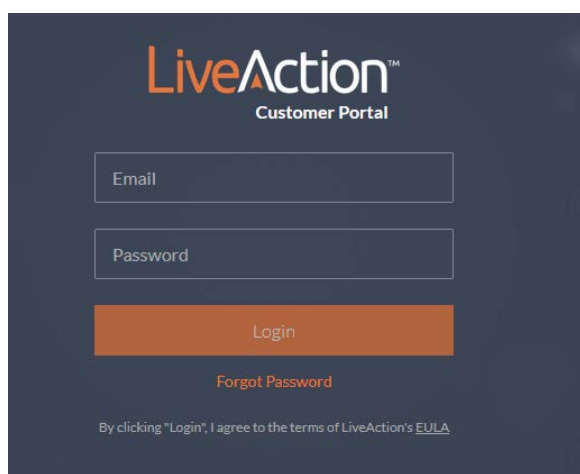 LiveAction™
Customer Portal
Email
Password
Login
Forgot Password
By clicking "Login", I agree to the terms of LiveAction's EULA